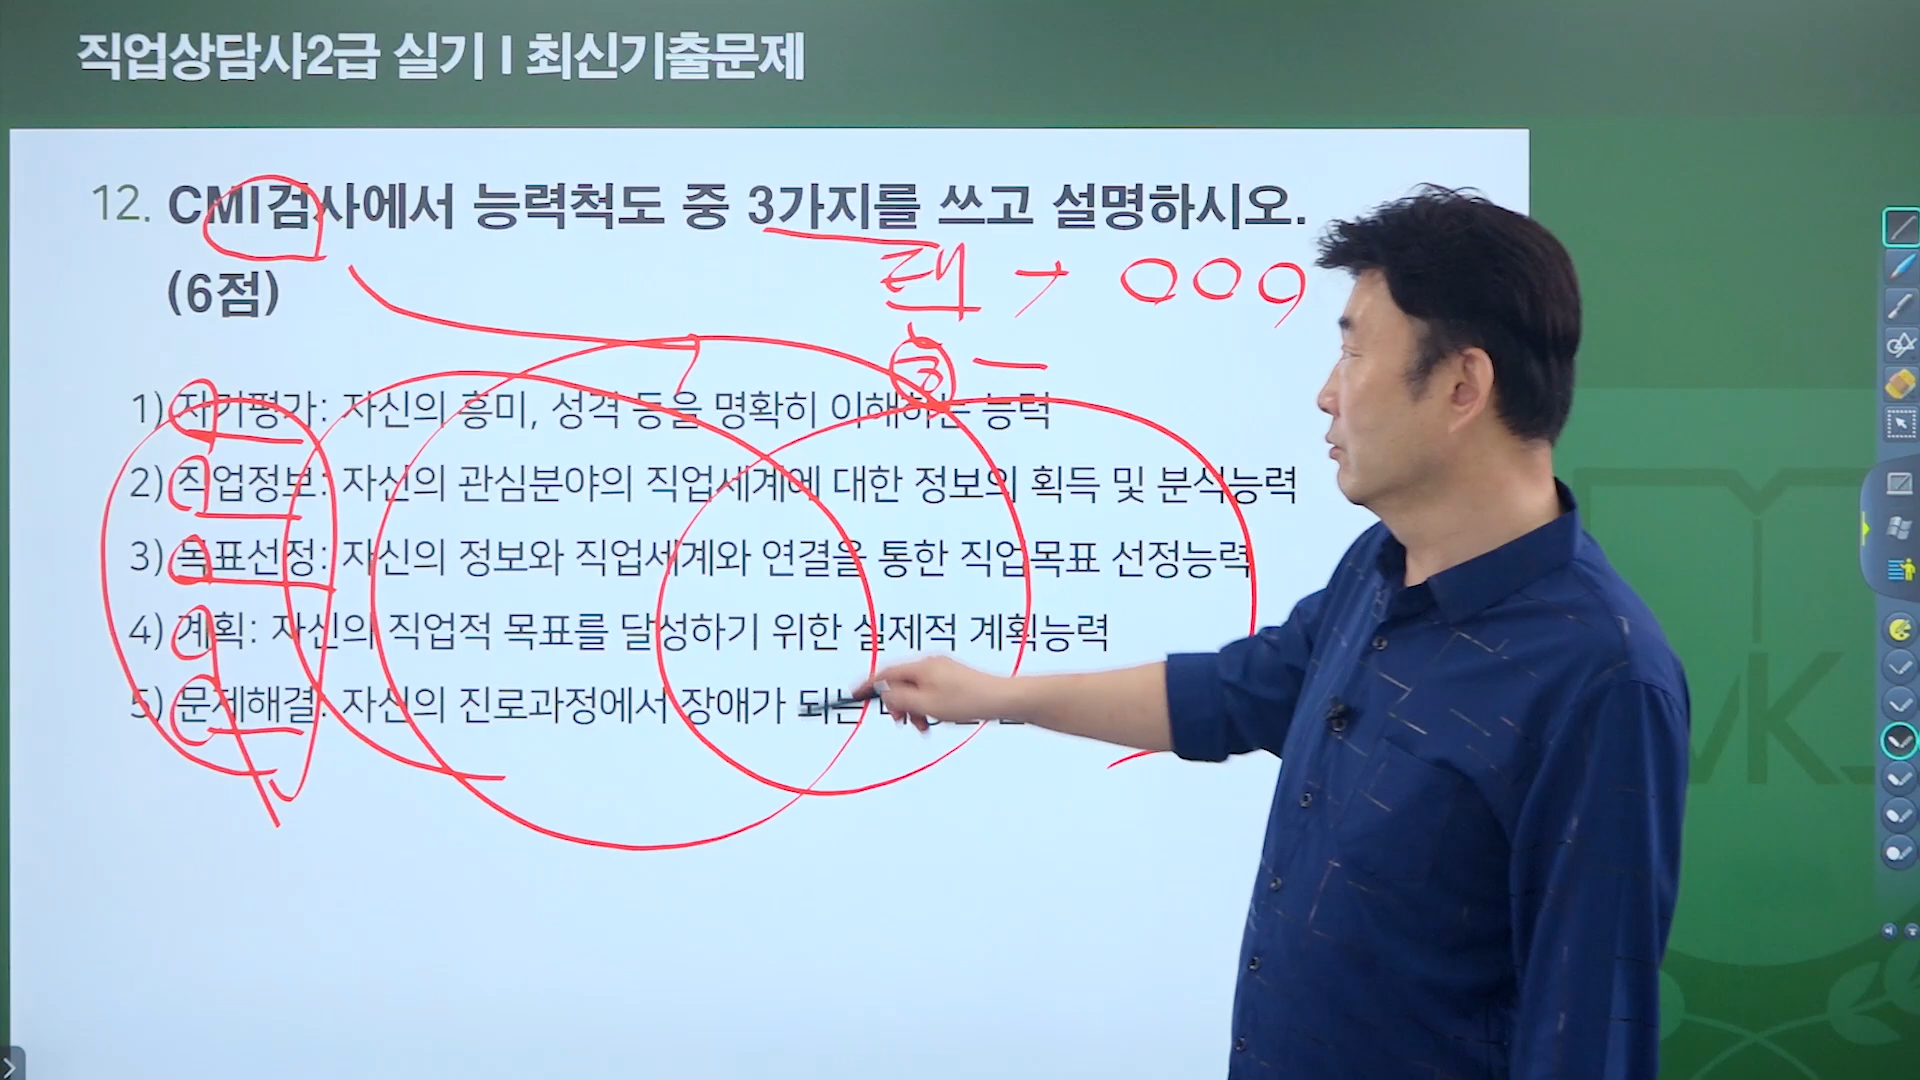 직업상담사2급 실기 I 최신기출문제
12. CMI검사에서 능력척도 중 3가지를 쓰고 설명하시오.
(6점)
택 → 000
③ -
1) 자기평가: 자신의 흥미, 성격 등을 명확히 이해하는 능력
2) 직업정보: 자신의 관심분야의 직업세계에 대한 정보의 획득 및 분석능력
3) 목표선정: 자신의 정보와 직업세계와 연결을 통한 직업목표 선정능력
4) 계획: 자신의 직업적 목표를 달성하기 위한 실제적 계획능력
5) 문제해결: 자신의 진로과정에서 장애가 되는